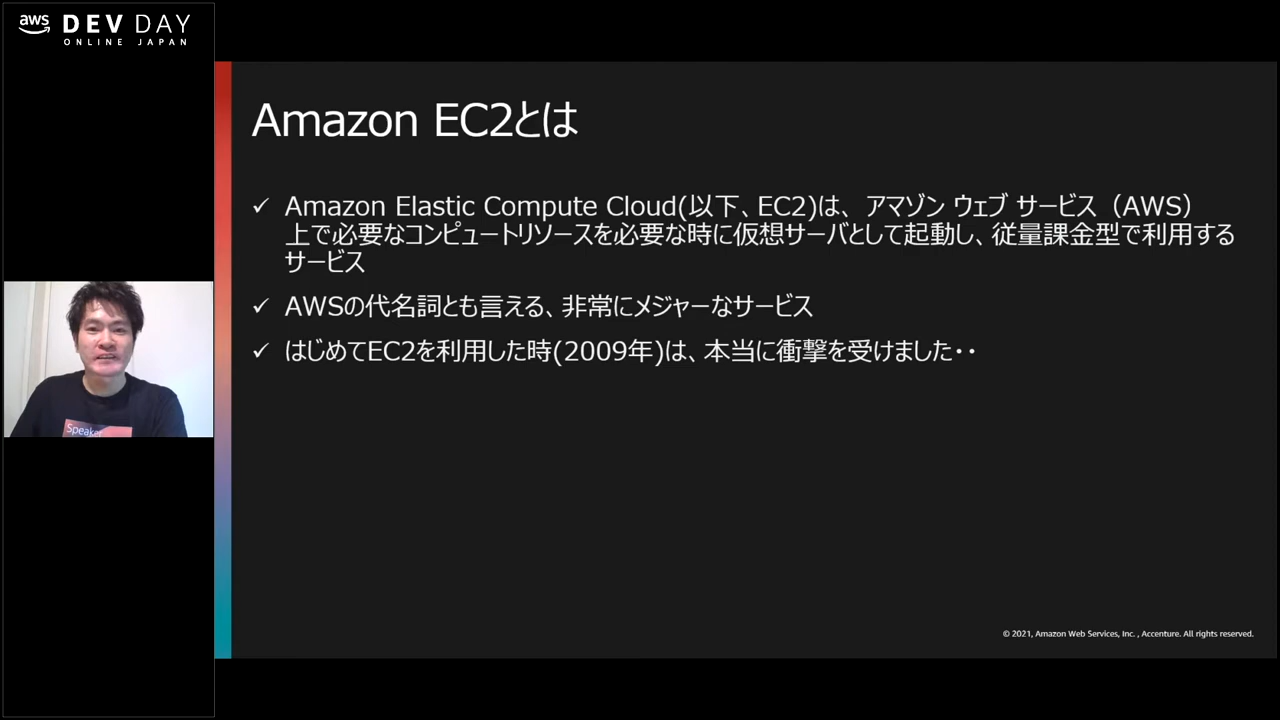 aws DEV DAY
ONLINE JAPAN
Amazon EC2とは
✓ Amazon Elastic Compute Cloud(以下、EC2)は、アマゾン ウェブ サービス（AWS）
上で必要なコンピュートリソースを必要な時に仮想サーバとして起動し、従量課金型で利用する
サービス
✓ AWSの代名詞とも言える、非常にメジャーなサービス
✓ はじめてEC2を利用した時(2009年)は、本当に衝撃を受けました・・
Speaker
© 2021, Amazon Web Services, Inc. , Accenture. All rights reserved.